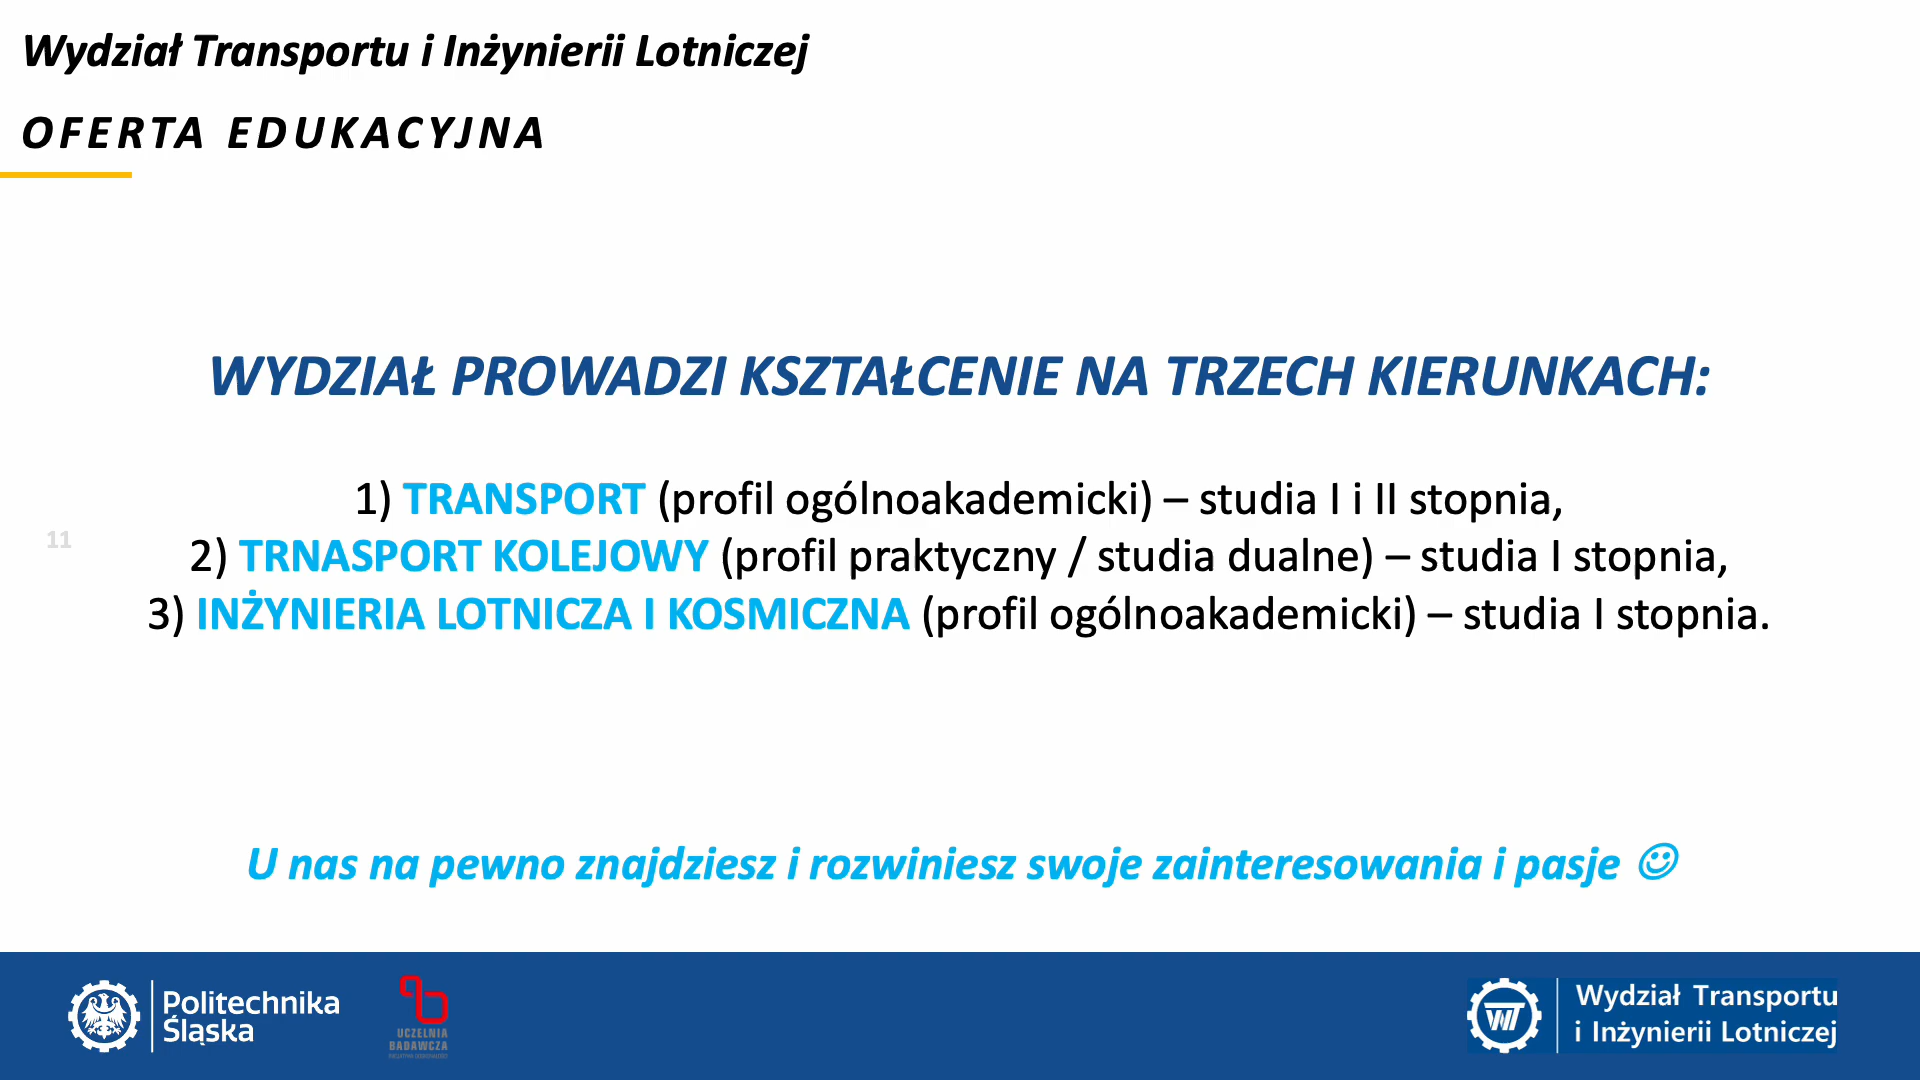 Wydział Transportu i Inżynierii Lotniczej
OFERTA EDUKACYJNA
WYDZIAŁ PROWADZI KSZTAŁCENIE NA TRZECH KIERUNKACH:
1) TRANSPORT (profil ogólnoakademicki) – studia I i II stopnia,
11
2) TRNASPORT KOLEJOWY (profil praktyczny / studia dualne) – studia I stopnia,
3) INŻYNIERIA LOTNICZA I KOSMICZNA (profil ogólnoakademicki) – studia I stopnia.
U nas na pewno znajdziesz i rozwiniesz swoje zainteresowania i pasje ☺
Politechnika
Śląska
UCZELNIA
BADAWCZA
Wydział Transportu
i Inżynierii Lotniczej